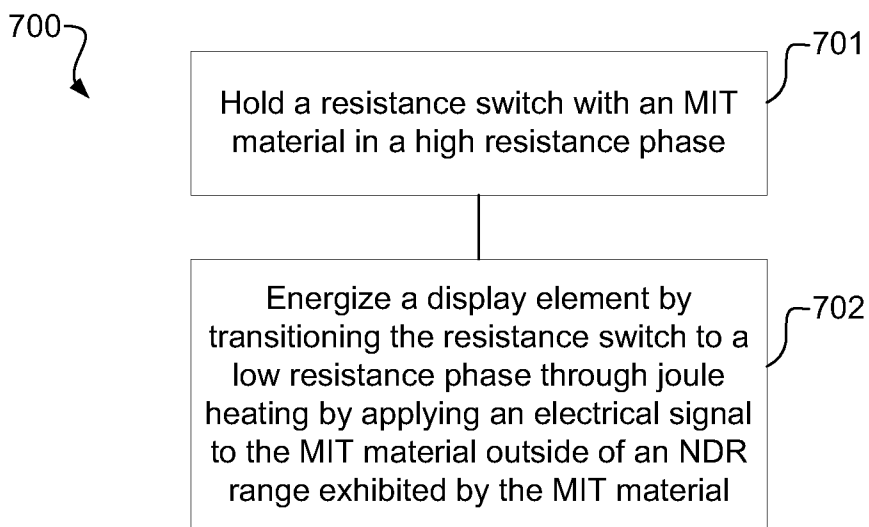 700
701
Hold a resistance switch with an MIT
material in a high resistance phase
702
Energize a display element by
transitioning the resistance switch to a
low resistance phase through joule
heating by applying an electrical signal
to the MIT material outside of an NDR
range exhibited by the MIT material